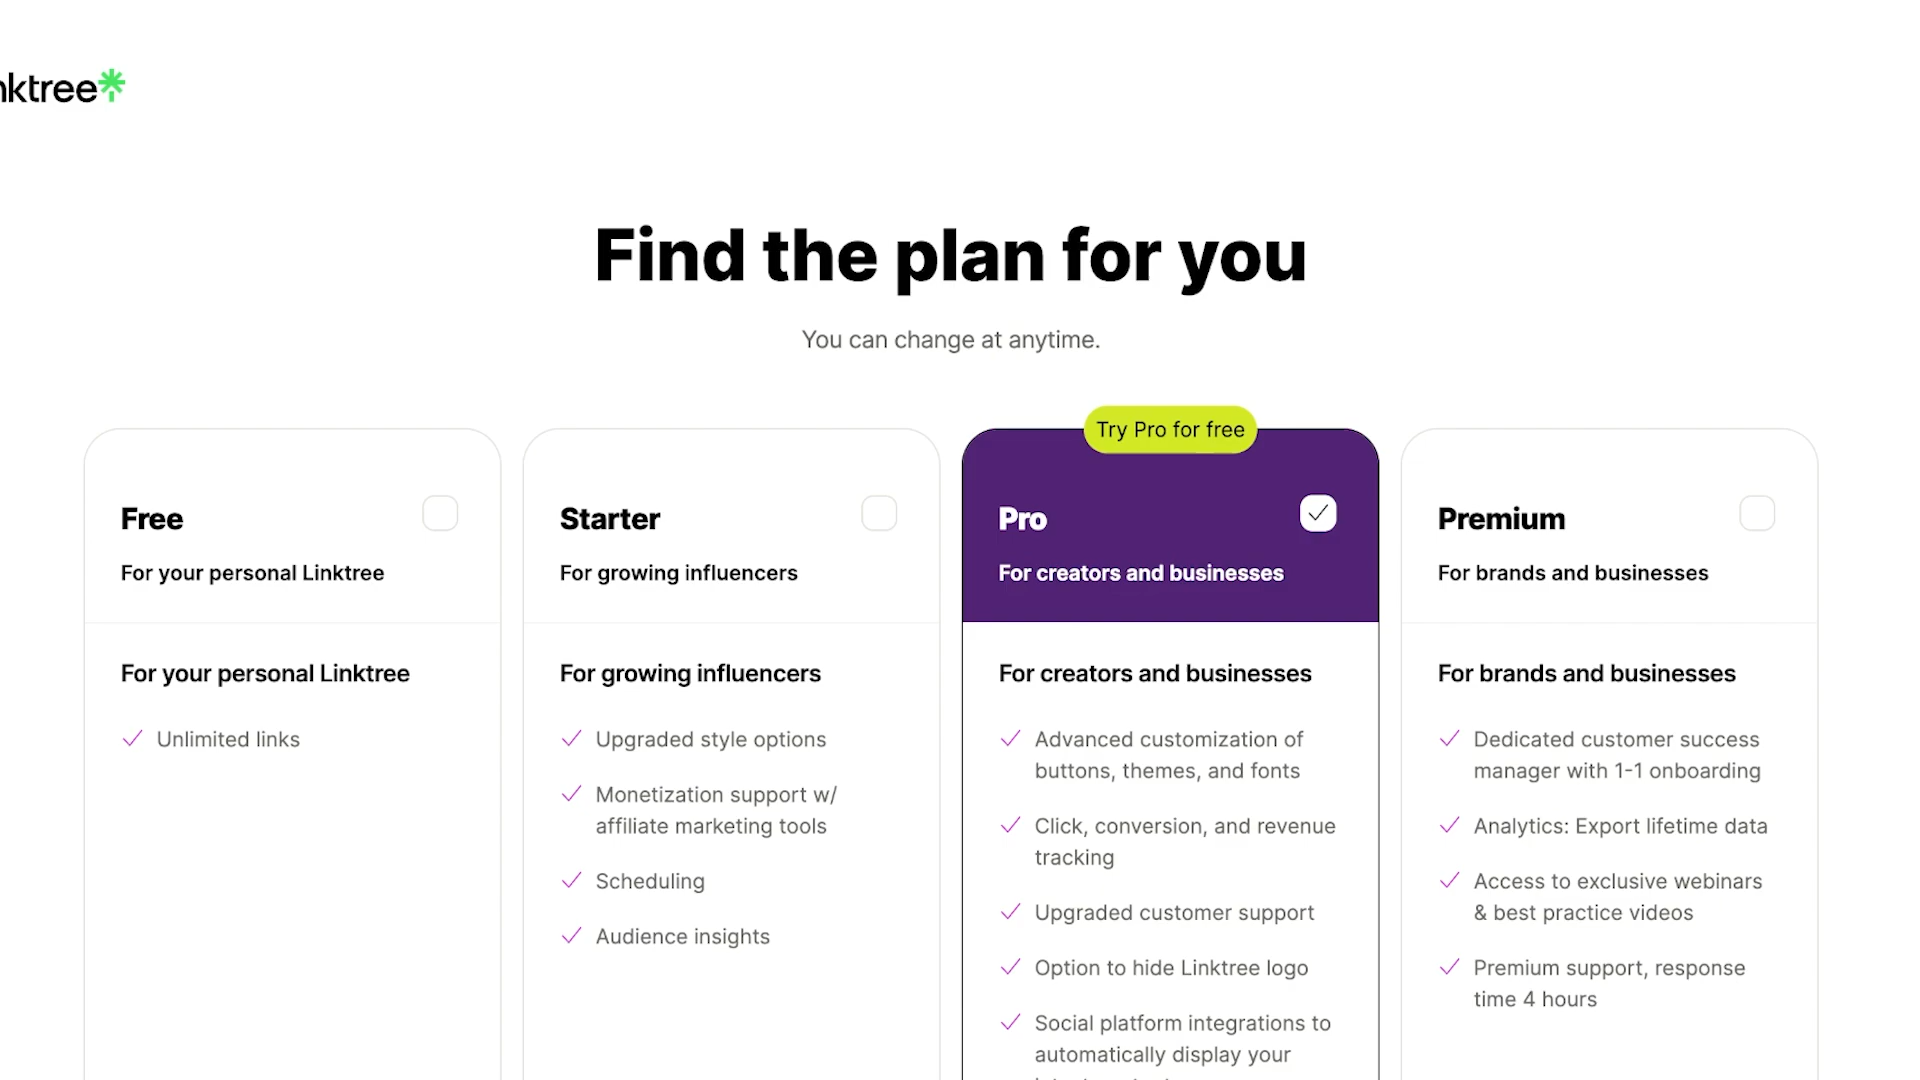 nktree
Find the plan for you
You can change at anytime.
Try Pro for free
Free
For your personal Linktree
For your personal Linktree
Unlimited links
Starter
For growing influencers
For growing influencers
Upgraded style options
Monetization support w/
affiliate marketing tools
Scheduling
Audience insights
Pro
For creators and businesses
For creators and businesses
Advanced customization of
buttons, themes, and fonts
Click, conversion, and revenue
tracking
Upgraded customer support
Option to hide Linktree logo
Social platform integrations to
automatically display your
Premium
For brands and businesses
For brands and businesses
Dedicated customer success
manager with 1-1 onboarding
Analytics: Export lifetime data
Access to exclusive webinars
& best practice videos
Premium support, response
time 4 hours